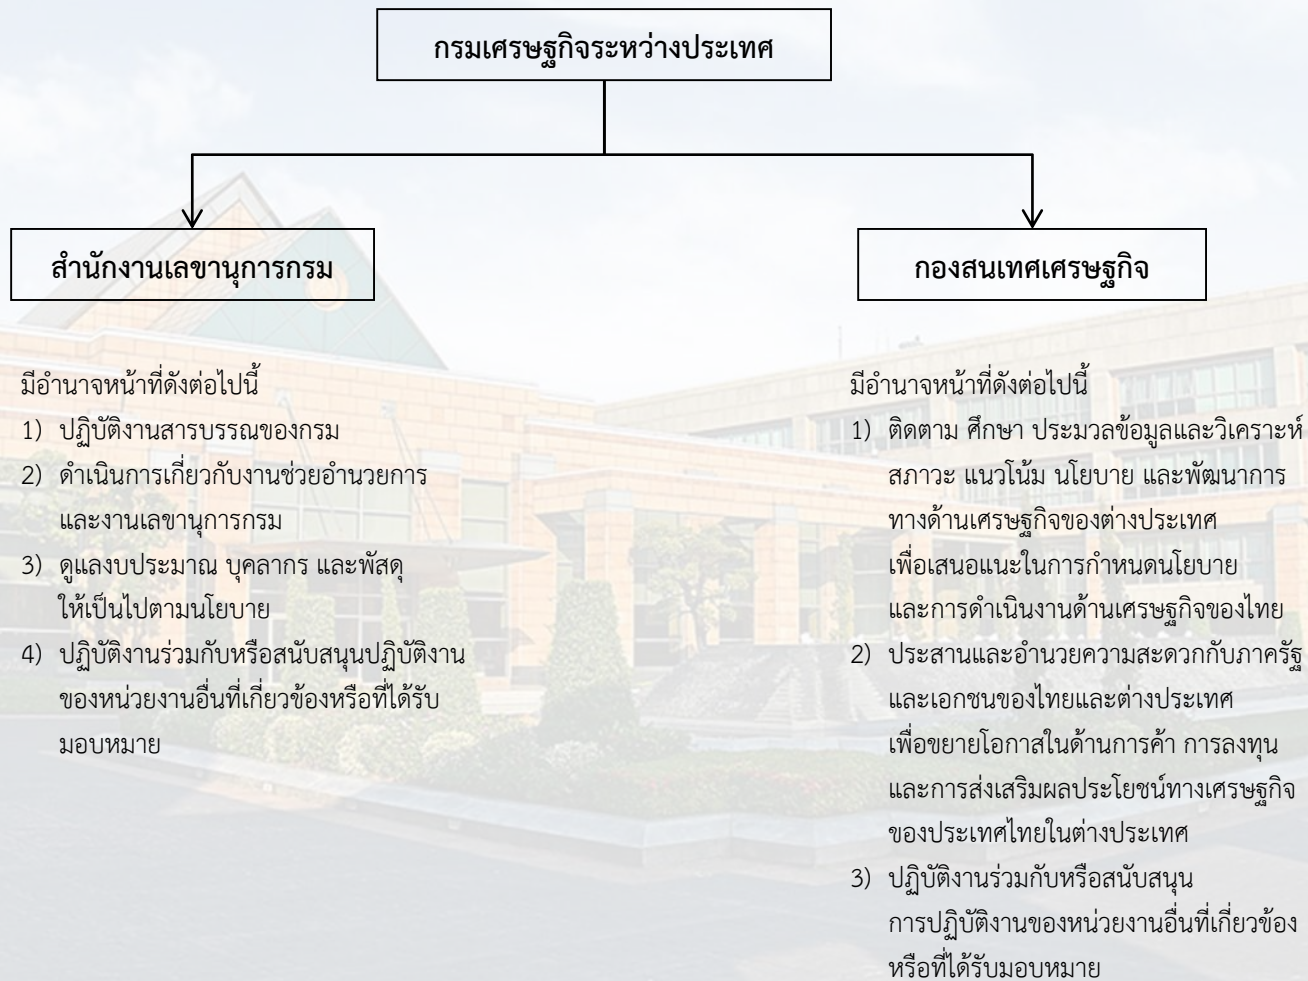 กรมเศรษฐกิจระหว่างประเทศ
สำนักงานเลขานุการกรม
มีอำนาจหน้าที่ดังต่อไปนี้
1) ปฏิบัติงานสารบรรณของกรม
2) ดำเนินการเกี่ยวกับงานช่วยอำนวยการ
และงานเลขานุการกรม
3) ดูแลงบประมาณ บุคลากร และพัสดุ
ให้เป็นไปตามนโยบาย
4) ปฏิบัติงานร่วมกับหรือสนับสนุนปฏิบัติงาน
ของหน่วยงานอื่นที่เกี่ยวข้องหรือที่ได้รับ
มอบหมาย
กองสนเทศเศรษฐกิจ
มีอำนาจหน้าที่ดังต่อไปนี้
1) ติดตาม ศึกษา ประมวลข้อมูลและวิเคราะห์
สภาวะ แนวโน้ม นโยบาย และพัฒนาการ
ทางด้านเศรษฐกิจของต่างประเทศ
เพื่อเสนอแนะในการกำหนดนโยบาย
และการดำเนินงานด้านเศรษฐกิจของไทย
2) ประสานและอำนวยความสะดวกกับภาครัฐ
และเอกชนของไทยและต่างประเทศ
เพื่อขยายโอกาสในด้านการค้า การลงทุน
และการส่งเสริมผลประโยชน์ทางเศรษฐกิจ
ของประเทศไทยในต่างประเทศ
3) ปฏิบัติงานร่วมกับหรือสนับสนุน
การปฏิบัติงานของหน่วยงานอื่นที่เกี่ยวข้อง
หรือที่ได้รับมอบหมาย